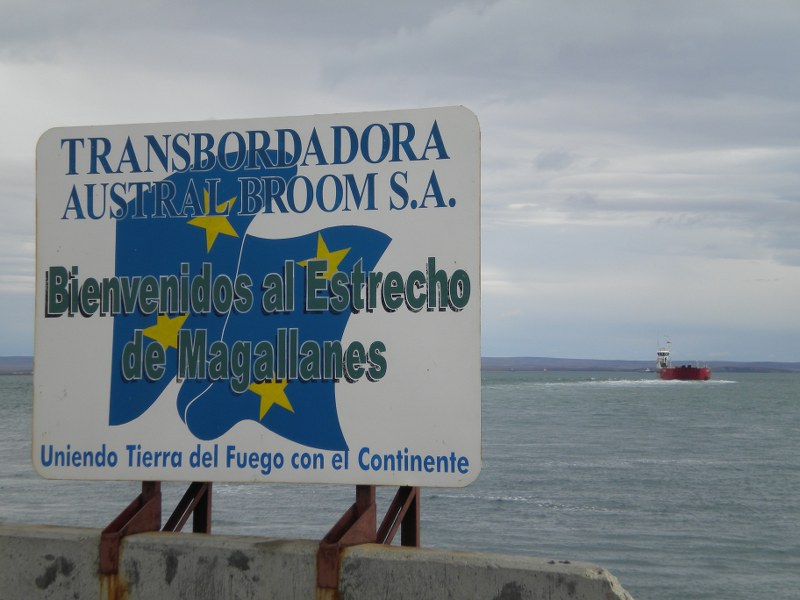 TRANSBORDADORA
AUSTRAL BROOM S.A.
Bienvenidos al Estrecho
de Magallanes
Uniendo Tierra del Fuego con el Continente